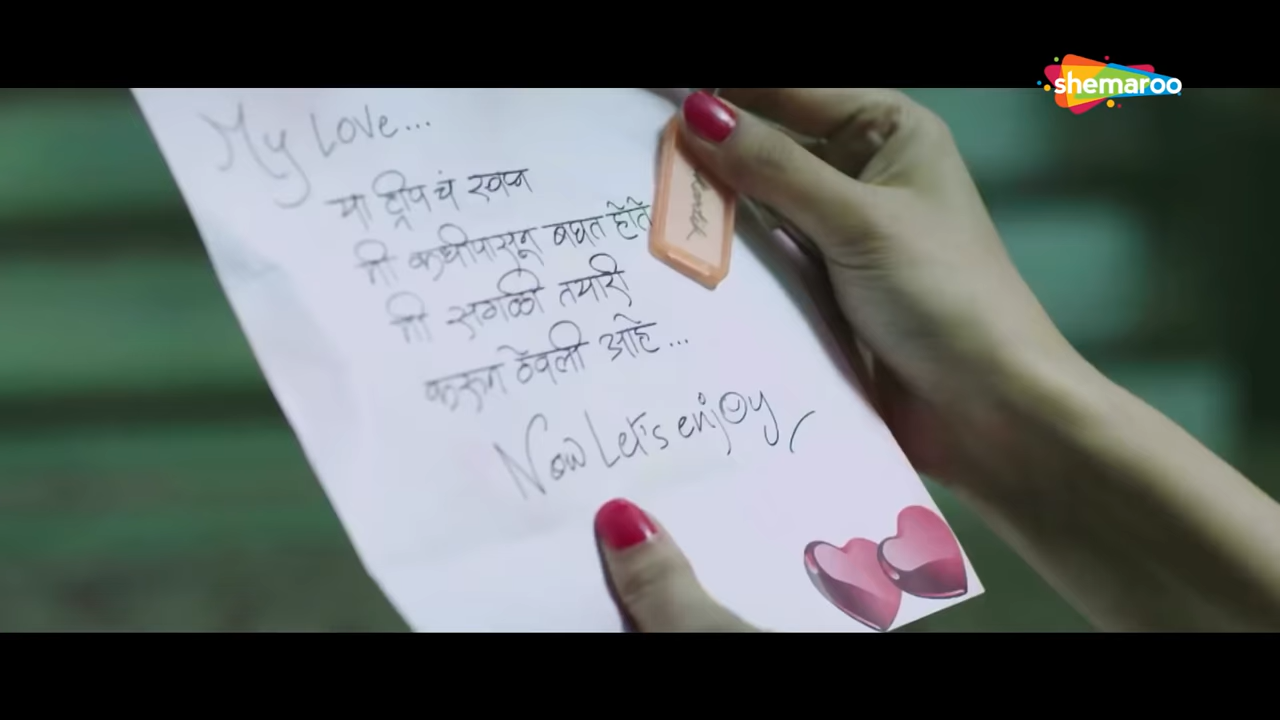 shemaroo
My Love...
या ट्रीपचं स्वप्न
मी कधीपासून बघत होते
मी सगळी तयारी
करून ठेवली आहे...
Now Let's enjoy